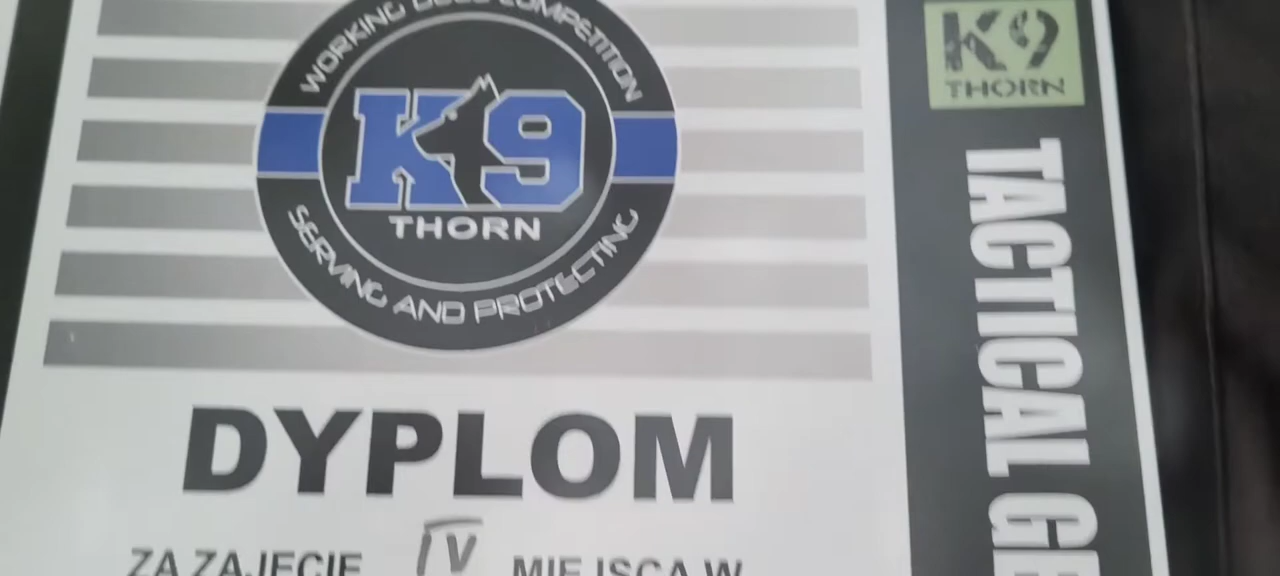 WORKING DOGS COMPETITION
K9
THORN
SERVING AND PROTECTING
DYPLOM
ZA ZAJĘCIE IV MIEJSCA W
K9
THORN
TACTICAL